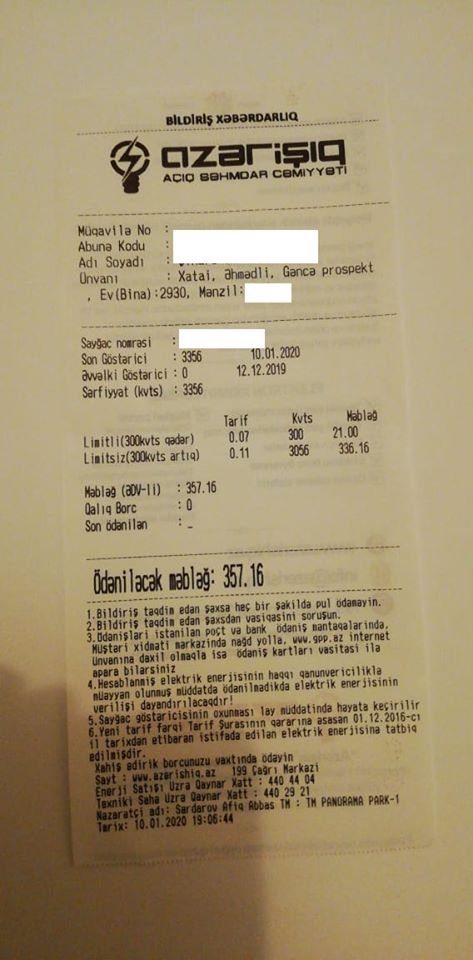 BİLDİRİŞ XƏBƏRDARLIQ
azərişıq
AÇIQ SƏHMDAR CƏMİYYƏTİ
Müqavilə No :
Abunə Kodu :
Adı Soyadı :
Ünvanı : Xatai, Əhmədli, Gəncə prospekt
, Ev(Bina):2930, Mənzil:
Sayğac nomrəsi :
Son Göstərici : 3356 10.01.2020
Əvvəlki Göstərici : 0 12.12.2019
Sərfiyyat (kvts) : 3356
Tarif Kvts Məbləğ
Limitli(300kvts qədər) 0.07 300 21.00
Limitsiz(300kvts artıq) 0.11 3056 336.16
Məbləğ (ƏDV-li) : 357.16
Qalıq Borc : 0
Son ödənilən : -
Ödəniləcək məbləğ: 357.16
1.Bildiriş təqdim edən şəxsə heç bir şəkildə pul ödəməyin.
2.Bildiriş təqdim edən şəxsdən vəsiqəsini soruşun.
3.Ödənişləri istənilən poçt və bank ödəniş məntəqələrində,
Müştəri xidməti mərkəzində nəğd yolla, www.gpp.az internet
ünvanına daxil olmaqla isə ödəniş kartları vasitəsi ilə
apara bilərsiniz
4.Hesablanmış elektrik enerjisinin haqqı qanunvericiliklə
müəyyən olunmuş müddətdə ödənilmədikdə elektrik enerjisinin
verilişi dayandırılacaqdır!
5.Sayğac göstəricisinin oxunması 1ay müddətində həyata keçirilir
6.Yeni tarif fərqi Tarif Şurasının qərarına əsasən 01.12.2016-cı
il tarixdən etibarən istifadə edilən elektrik enerjisinə tətbiq
edilmişdir.
Xahiş edirik borcunuzu vaxtında ödəyin
Sayt : www.azerishiq.az 199 Çağrı Mərkəzi
Enerji Satışı Üzrə Qaynar Xətt : 440 44 04
Texniki Sahə Üzrə Qaynar Xətt : 440 29 21
Nəzarətçi adı: Sərdarov Afiq Abbas TM : TM PANORAMA PARK-1
Tarix: 10.01.2020 19:06:44